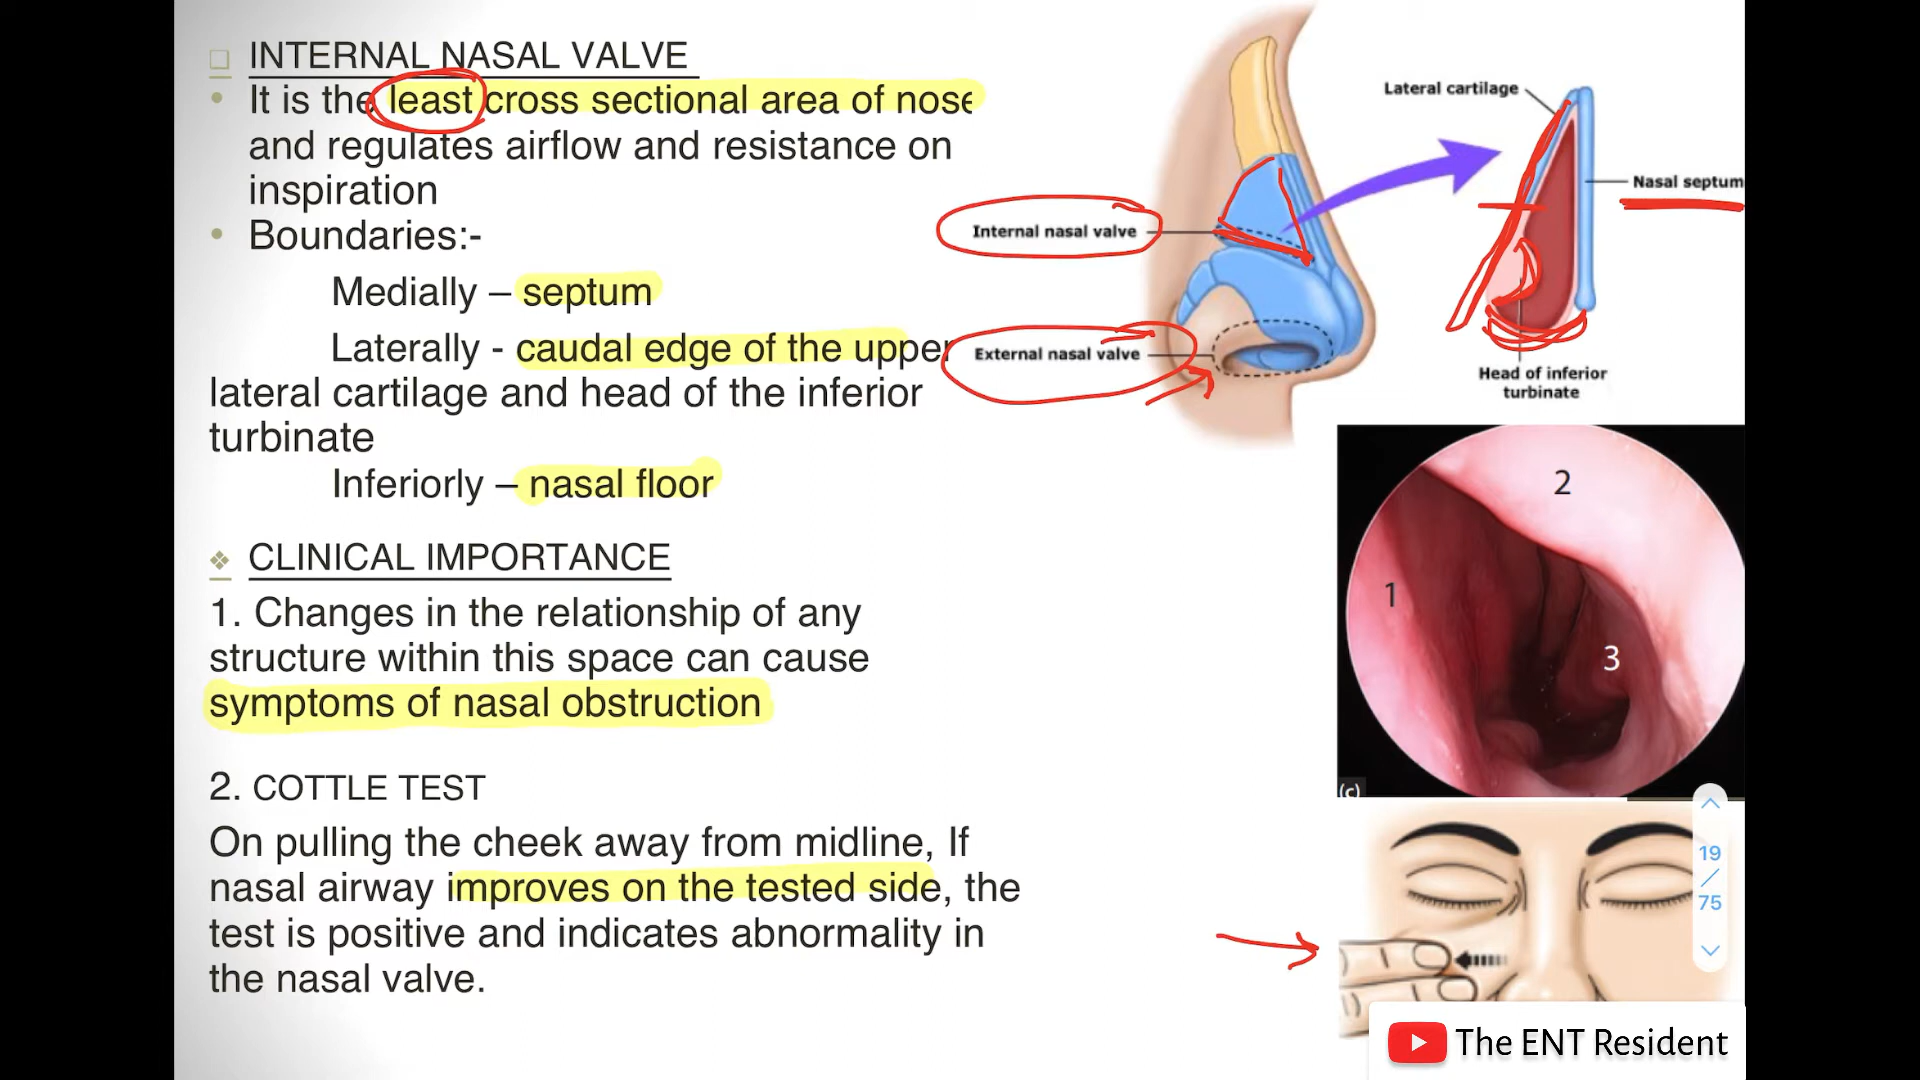 INTERNAL NASAL VALVE
It is the least cross sectional area of nose
and regulates airflow and resistance on
inspiration
Boundaries:-
Medially – septum
Laterally - caudal edge of the upper
lateral cartilage and head of the inferior
turbinate
Inferiorly – nasal floor
CLINICAL IMPORTANCE
1. Changes in the relationship of any
structure within this space can cause
symptoms of nasal obstruction
2. COTTLE TEST
On pulling the cheek away from midline, If
nasal airway improves on the tested side, the
test is positive and indicates abnormality in
the nasal valve.
Lateral cartilage
Nasal septum
Internal nasal valve
External nasal valve
Head of inferior
turbinate
2
1
3
(c)
19
/
75
The ENT Resident